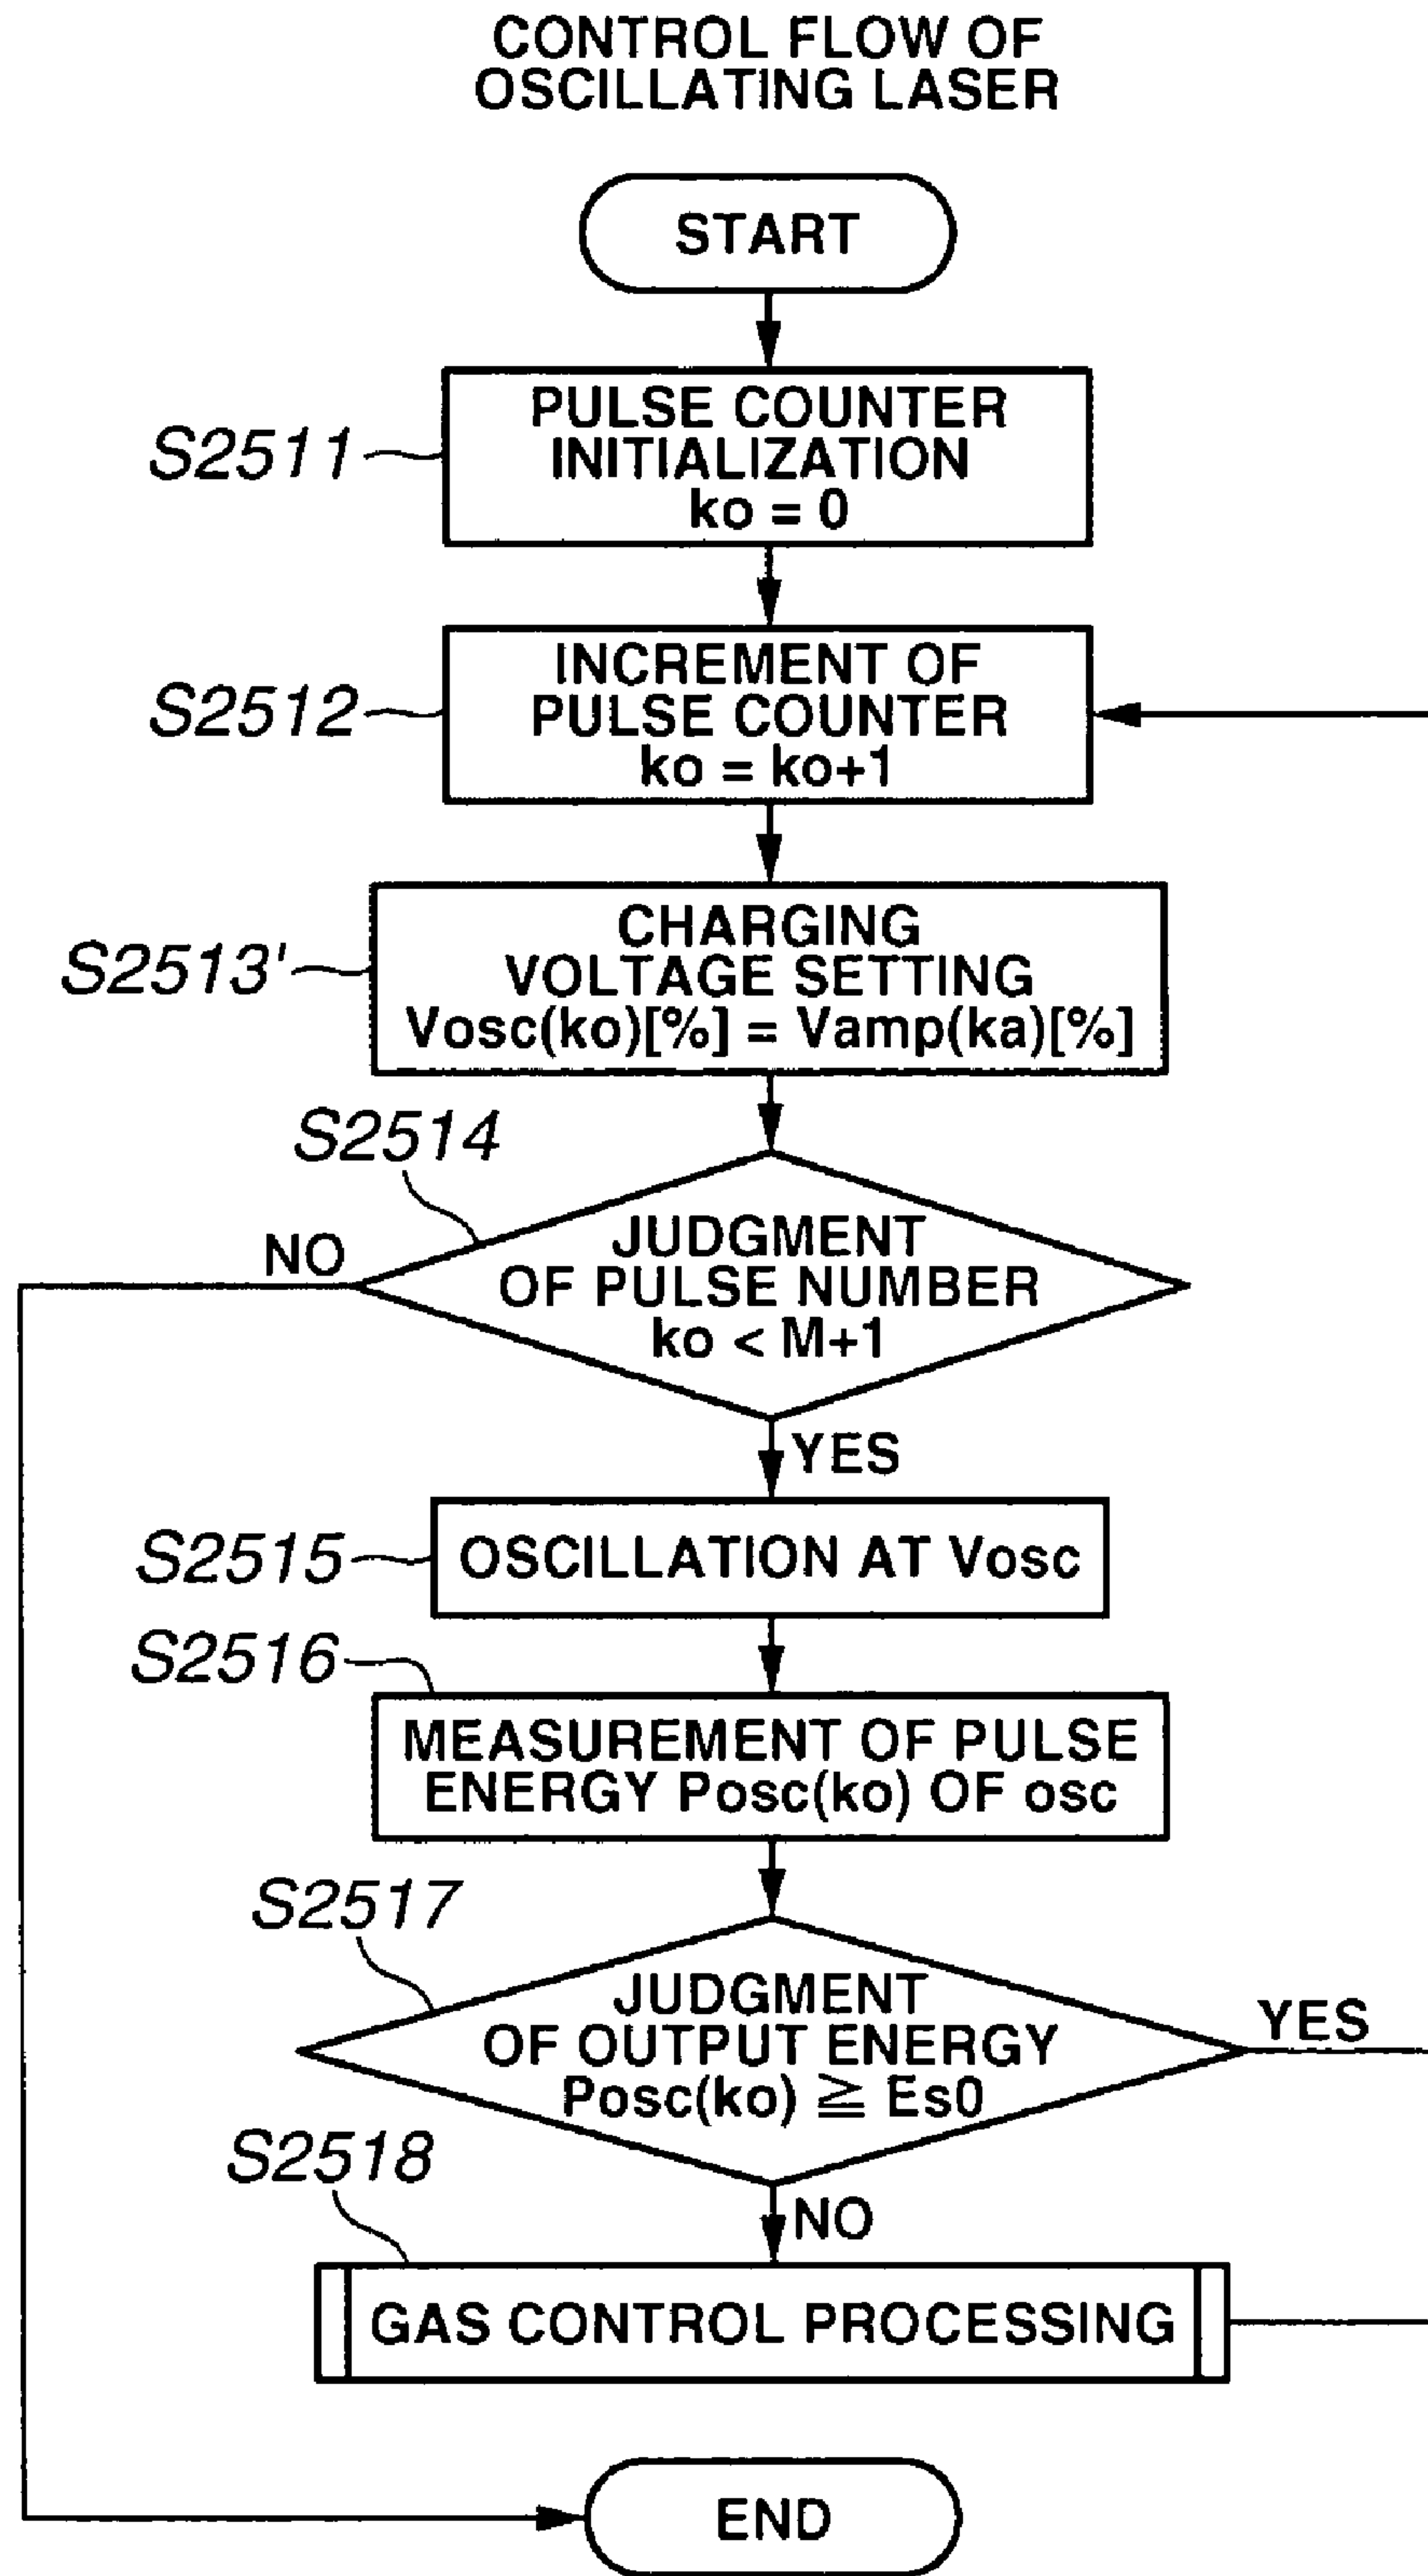 CONTROL FLOW OF
OSCILLATING LASER
START
S2511
PULSE COUNTER
INITIALIZATION
ko = 0
S2512
INCREMENT OF
PULSE COUNTER
ko = ko+1
S2513'
CHARGING
VOLTAGE SETTING
Vosc(ko)[%] = Vamp(ka)[%]
S2514
NO
JUDGMENT
OF PULSE NUMBER
ko < M+1
YES
S2515
OSCILLATION AT Vosc
S2516
MEASUREMENT OF PULSE
ENERGY Posc(ko) OF osc
S2517
JUDGMENT
OF OUTPUT ENERGY
Posc(ko) ≧ Es0
YES
S2518
NO
GAS CONTROL PROCESSING
END